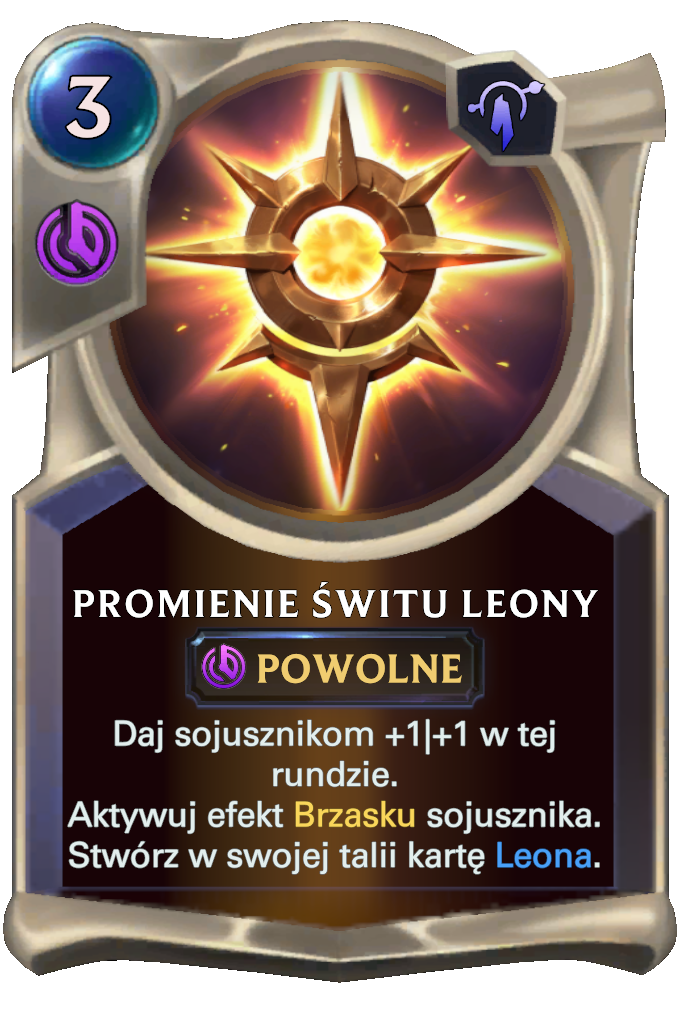 3
PROMIENIE ŚWITU LEONY
POWOLNE
Daj sojusznikom +1|+1 w tej
rundzie.
Aktywuj efekt Brzasku sojusznika.
Stwórz w swojej talii kartę Leona.